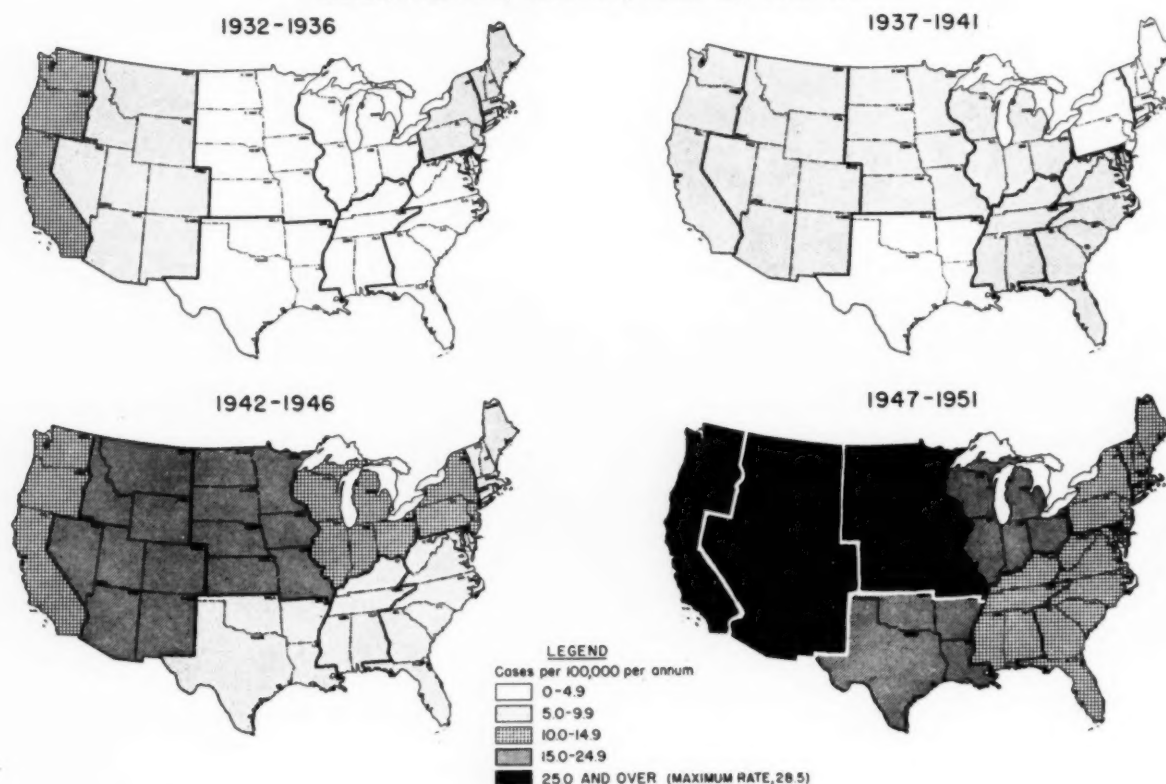 1932-1936
1937-1941
1942-1946
1947-1951
LEGEND
Cases per 100,000 per annum
0-4.9
5.0-9.9
10.0-14.9
15.0-24.9
25.0 AND OVER (MAXIMUM RATE, 28.5)